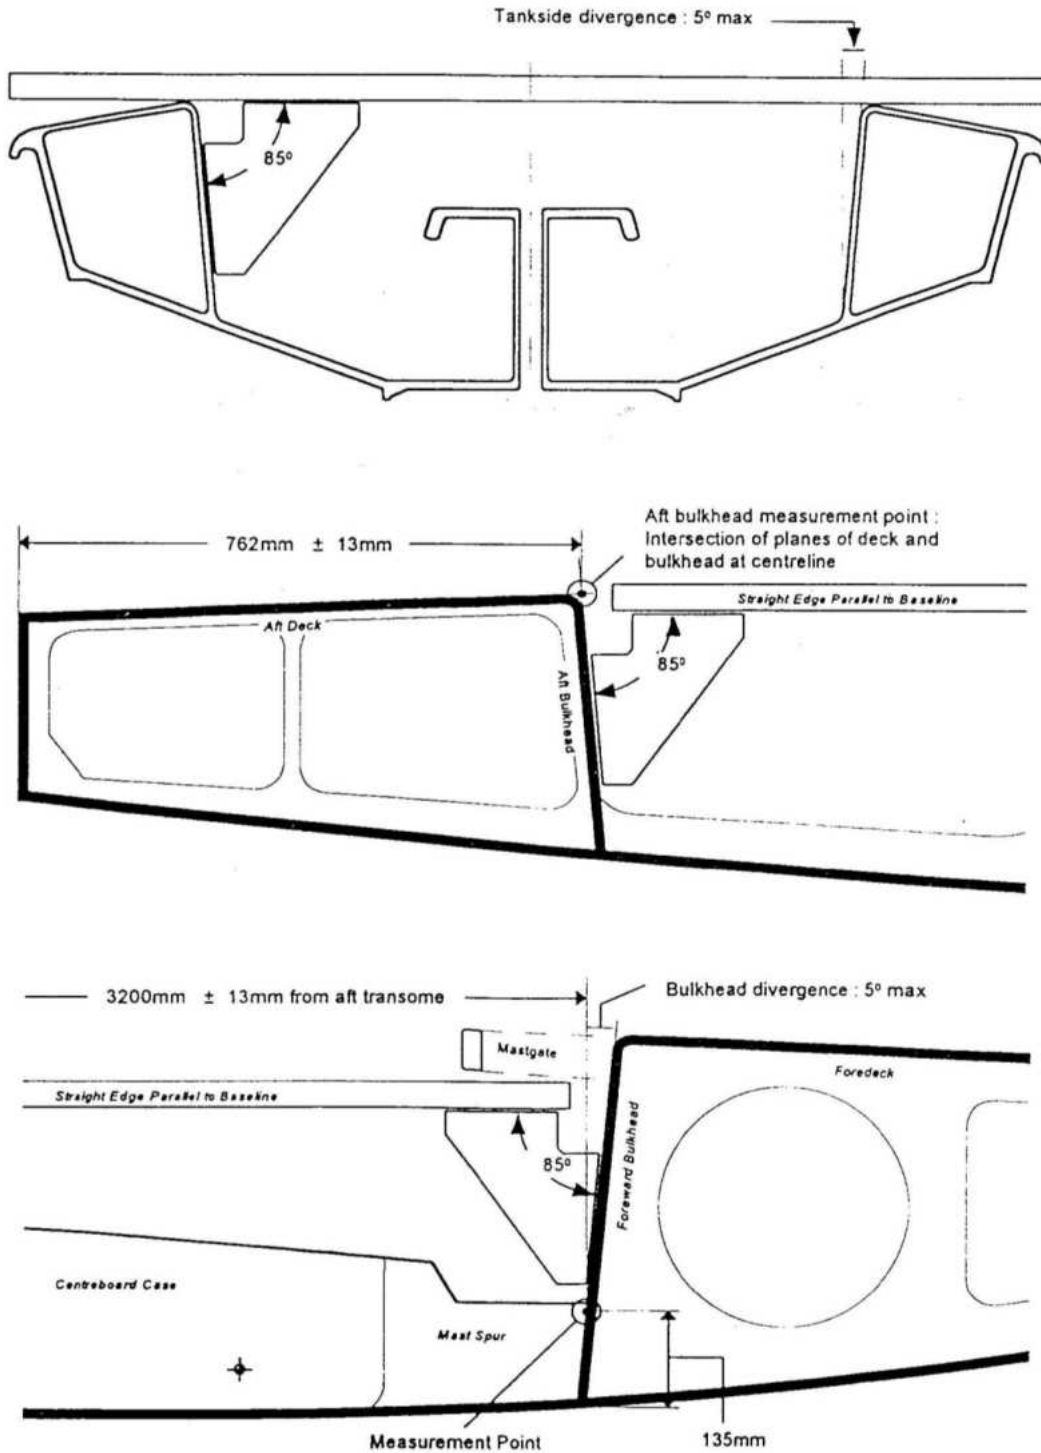 Tankside divergence : 5º max
85º
762mm ± 13mm
Aft bulkhead measurement point :
Intersection of planes of deck and
bulkhead at centreline
Straight Edge Parallel to Baseline
Aft Deck
85º
Aft Bulkhead
3200mm ± 13mm from aft transome
Bulkhead divergence : 5º max
Mastgate
Foredeck
Straight Edge Parallel to Baseline
85º
Foreward Bulkhead
Centreboard Case
Mast Spur
Measurement Point
135mm